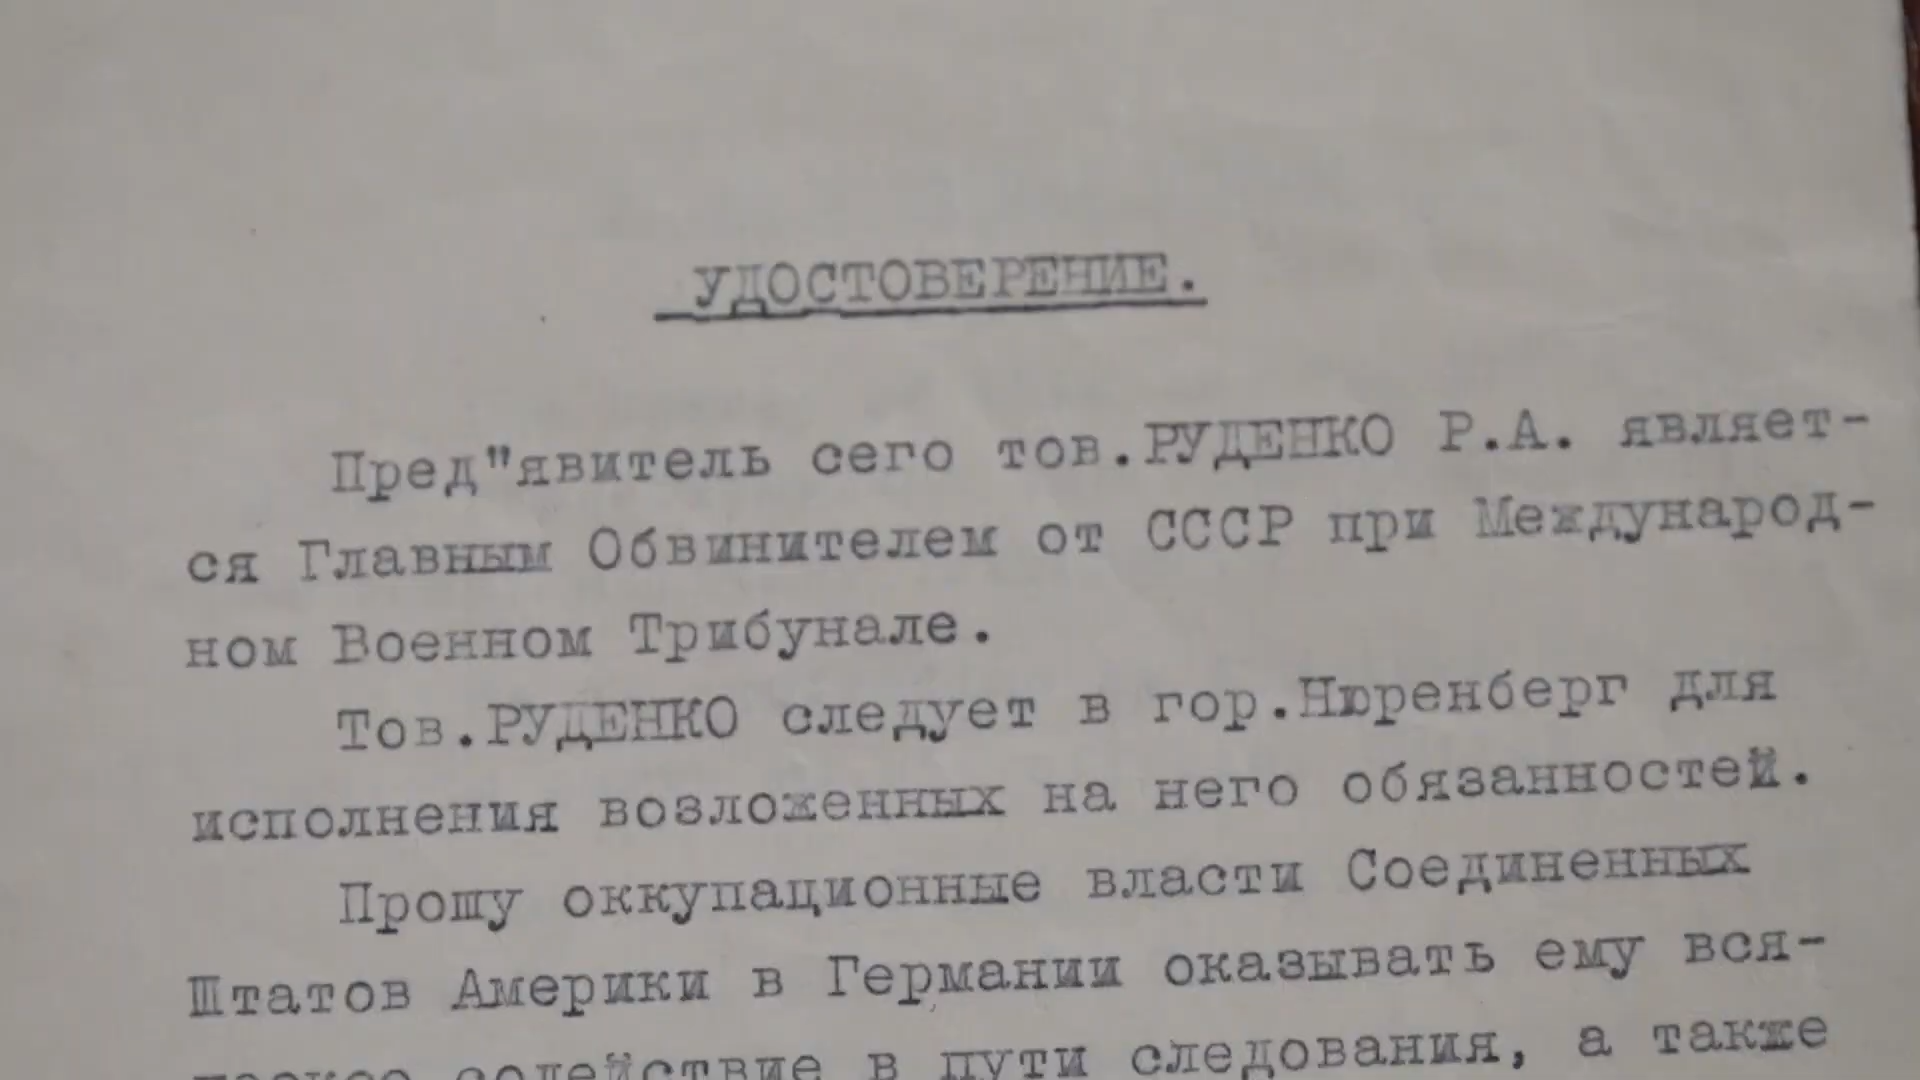 УДОСТОВЕРЕНИЕ.
Пред"явитель сего тов.РУДЕНКО Р.А. являет-
ся Главным Обвинителем от СССР при Международ-
ном Военном Трибунале.
Тов.РУДЕНКО следует в гор.Нюренберг для
исполнения возложенных на него обязанностей.
Прошу оккупационные власти Соединенных
Штатов Америки в Германии оказывать ему вся-
содействие в пути следования, а также